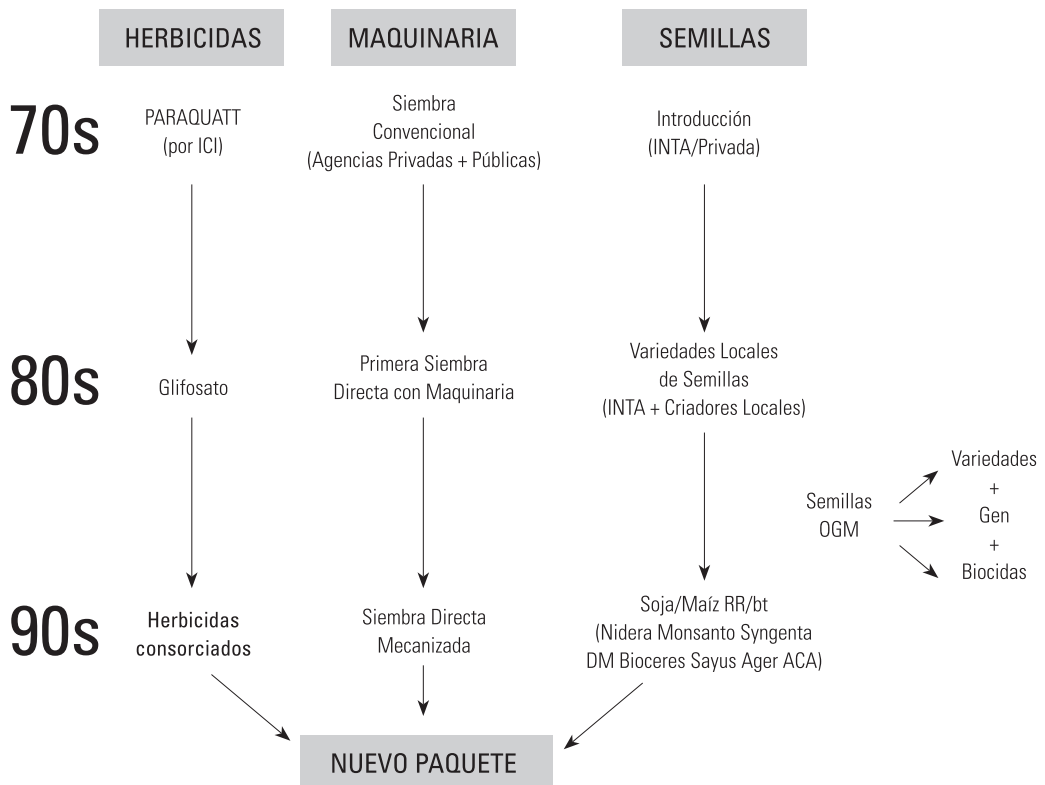 HERBICIDAS
MAQUINARIA
SEMILLAS
70s
PARAQUATT
(por ICI)
Siembra
Convencional
(Agencias Privadas + Públicas)
Introducción
(INTA/Privada)
80s
Glifosato
Primera Siembra
Directa con Maquinaria
Variedades Locales
de Semillas
(INTA + Criadores Locales)
Semillas
OGM
Variedades
+
Gen
+
Biocidas
90s
Herbicidas
consorciados
Siembra Directa
Mecanizada
Soja/Maíz RR/bt
(Nidera Monsanto Syngenta
DM Bioceres Sayus Ager ACA)
NUEVO PAQUETE